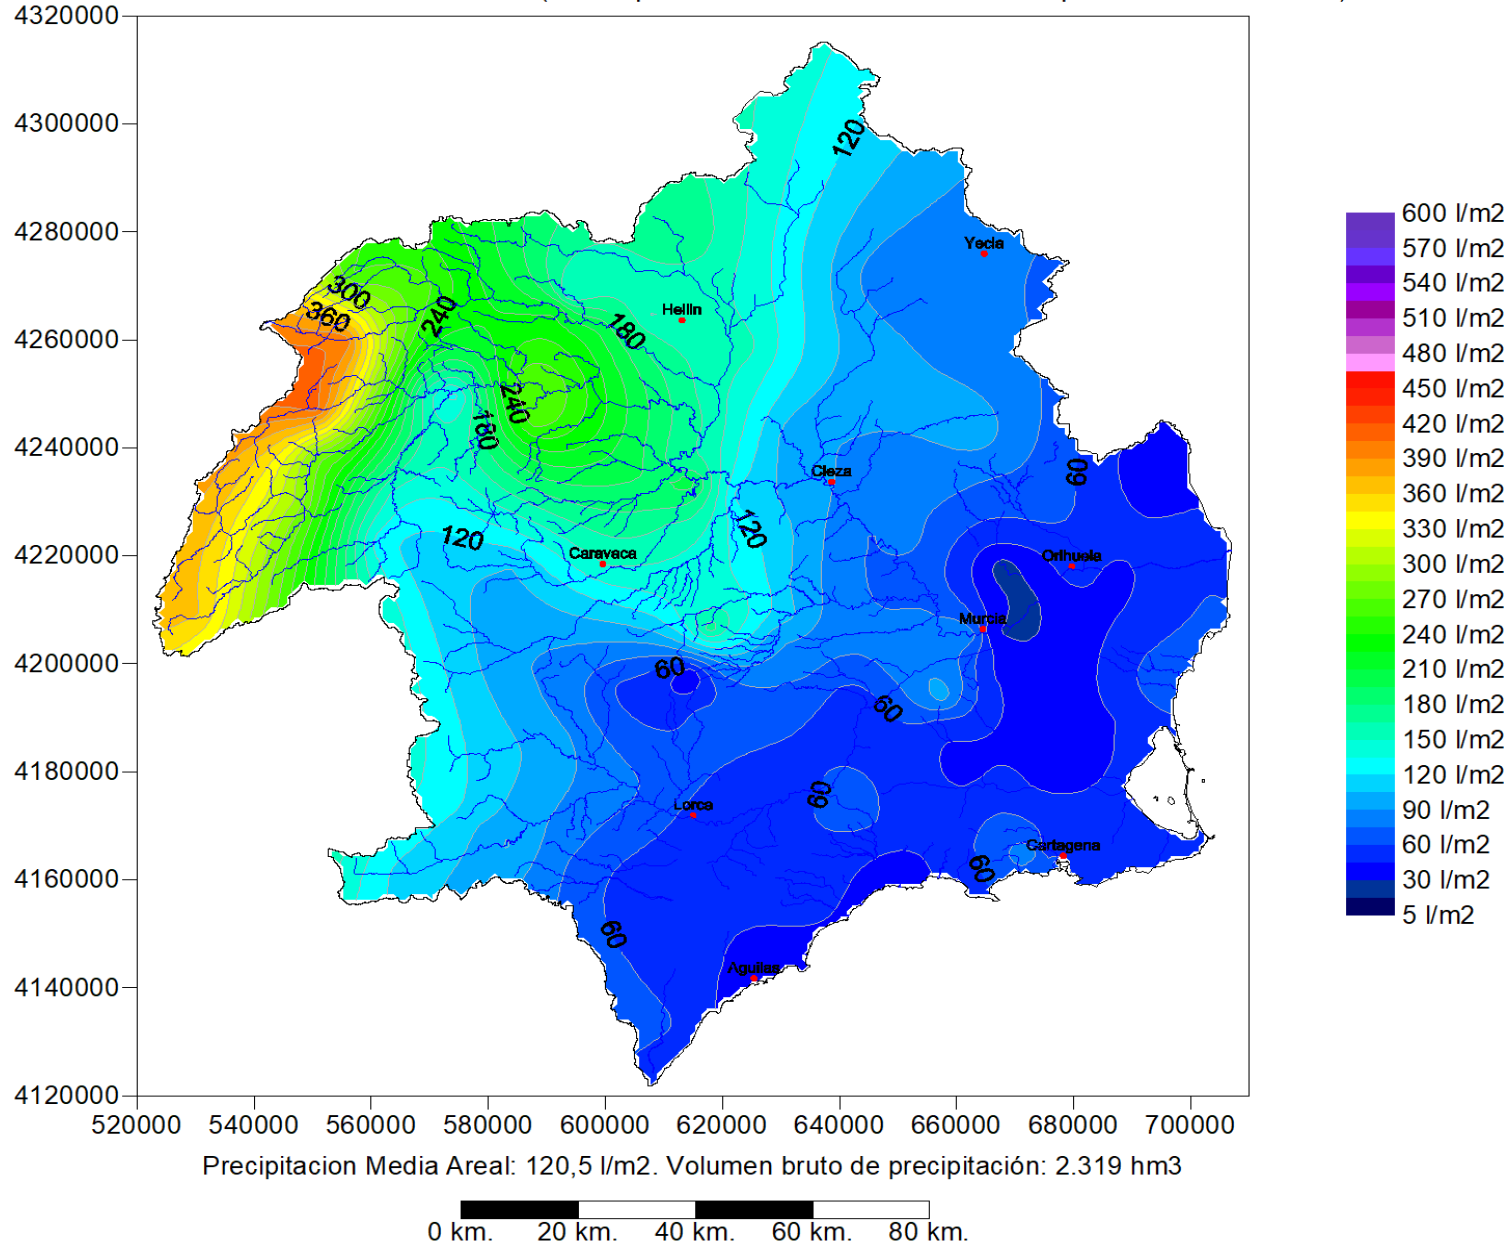 4320000
4300000
4280000
4260000
4240000
4220000
4200000
4180000
4160000
4140000
4120000
520000 540000 560000 580000 600000 620000 640000 660000 680000 700000
120
Yecla
300
360
240
180
Hellin
240
180
Cieza
60
120
120
Caravaca
Orihuela
Murcia
60
60
60
Lorca
Cartagena
60
60
Aguilas
600 l/m2
570 l/m2
540 l/m2
510 l/m2
480 l/m2
450 l/m2
420 l/m2
390 l/m2
360 l/m2
330 l/m2
300 l/m2
270 l/m2
240 l/m2
210 l/m2
180 l/m2
150 l/m2
120 l/m2
90 l/m2
60 l/m2
30 l/m2
5 l/m2
Precipitacion Media Areal: 120,5 l/m2. Volumen bruto de precipitación: 2.319 hm3
0 km. 20 km. 40 km. 60 km. 80 km.